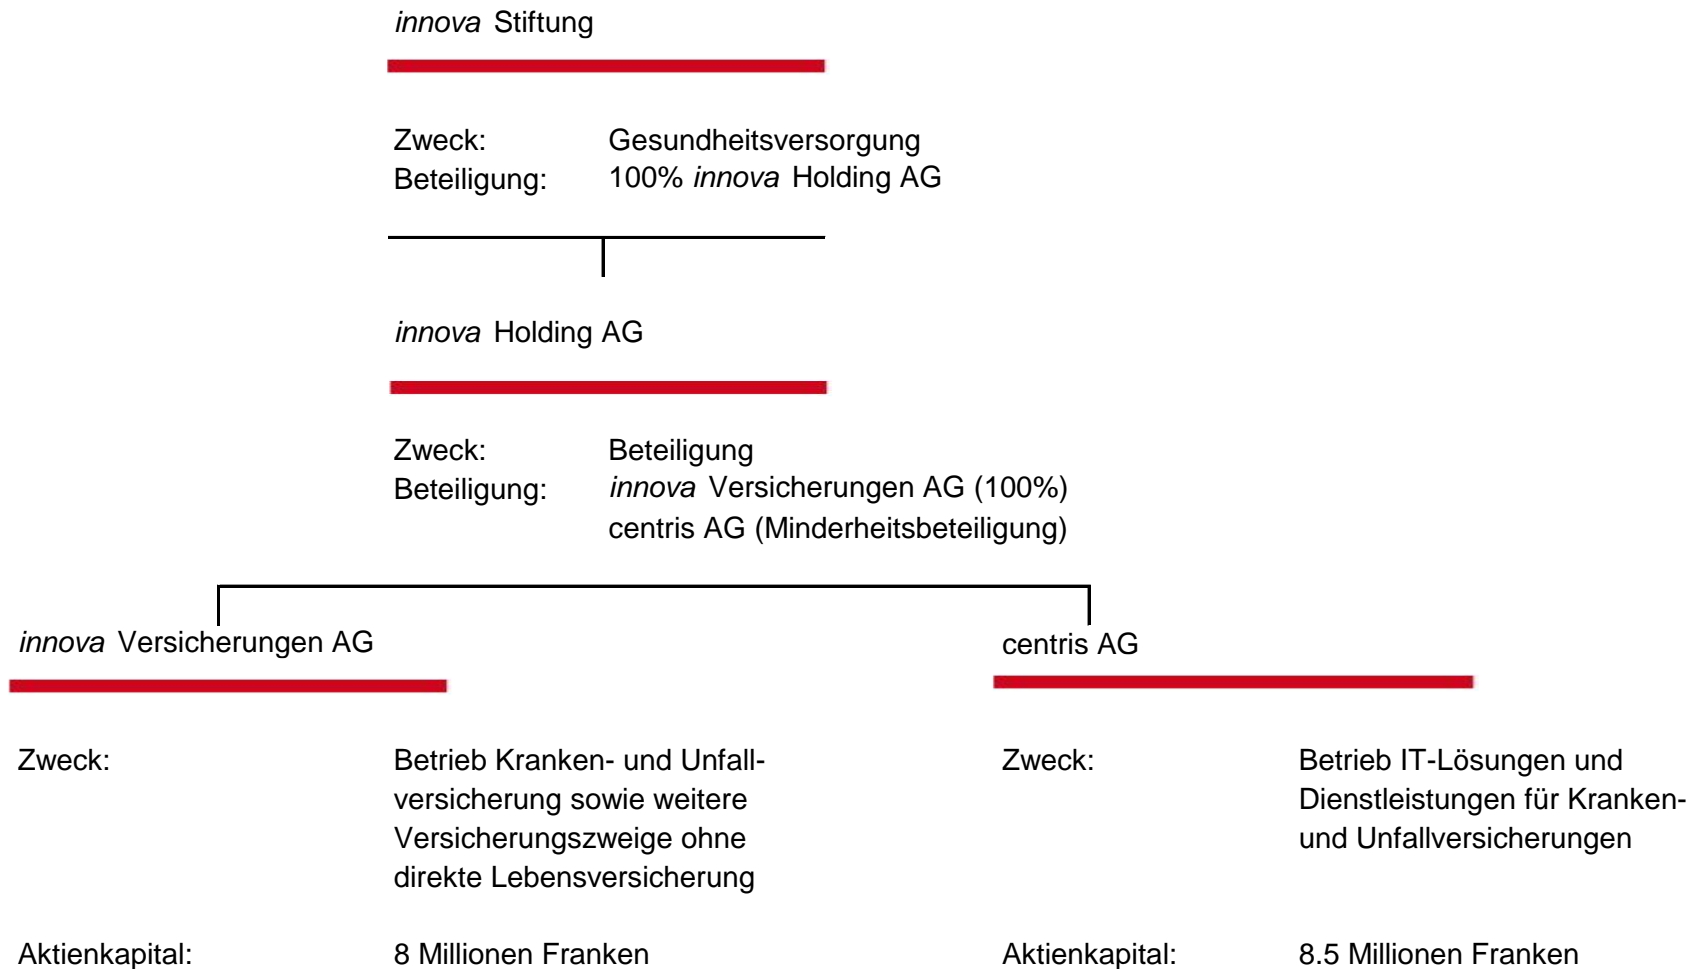 innova Stiftung
Zweck: Gesundheitsversorgung
Beteiligung: 100% innova Holding AG
innova Holding AG
Zweck: Beteiligung
Beteiligung: innova Versicherungen AG (100%)
centris AG (Minderheitsbeteiligung)
innova Versicherungen AG
Zweck: Betrieb Kranken- und Unfall-
versicherung sowie weitere
Versicherungszweige ohne
direkte Lebensversicherung
Aktienkapital: 8 Millionen Franken
centris AG
Zweck: Betrieb IT-Lösungen und
Dienstleistungen für Kranken-
und Unfallversicherungen
Aktienkapital: 8.5 Millionen Franken